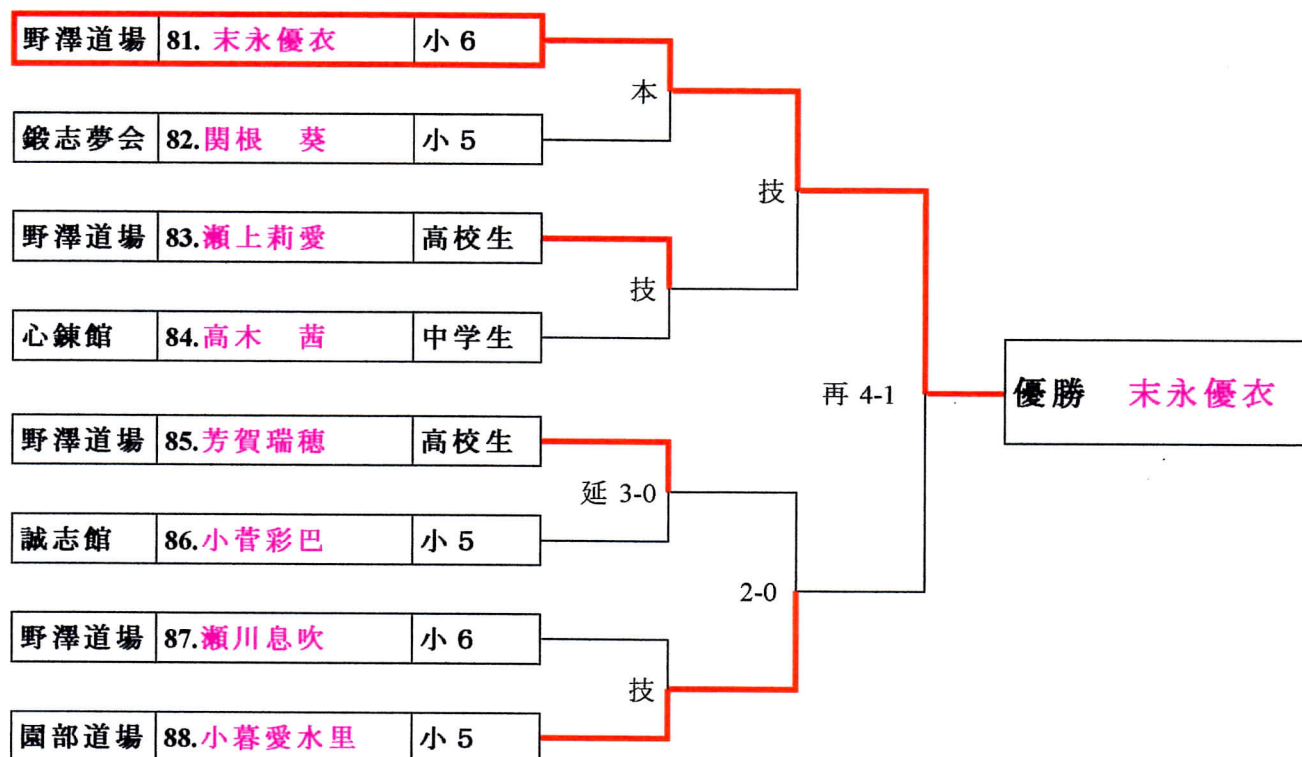 野澤道場 81. 末永優衣 小6
本
鍛志夢会 82.関根　葵 小5
技
野澤道場 83.瀬上莉愛 高校生
技
心錬館 84.高木　茜 中学生
再 4-1
優勝　末永優衣
野澤道場 85.芳賀瑞穂 高校生
延 3-0
誠志館 86.小菅彩巴 小5
2-0
野澤道場 87.瀬川息吹 小6
技
園部道場 88.小暮愛水里 小5